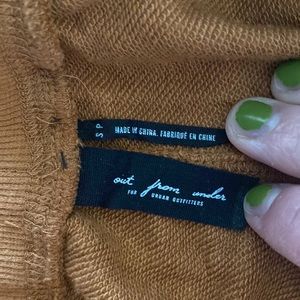 S P
MADE IN CHINA. FABRIQUÉ EN CHINE
out from under
FOR URBAN OUTFITTERS